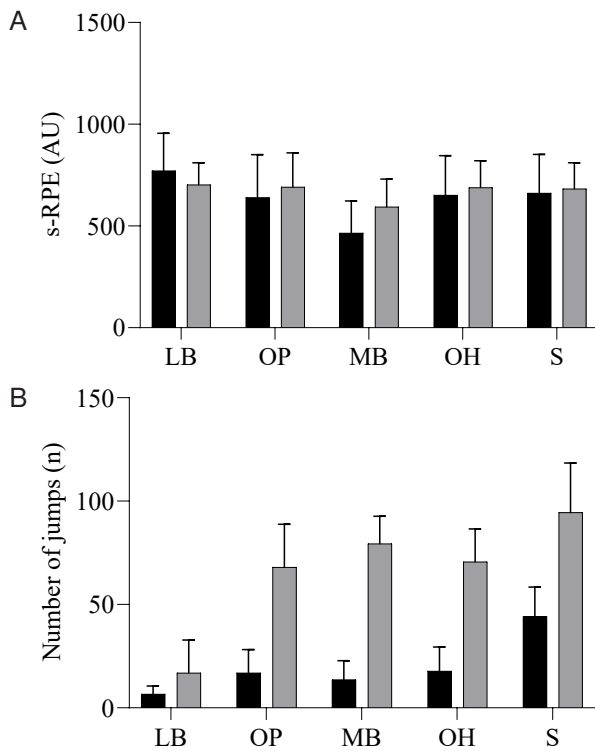 A
s-RPE (AU)
1500
1000
500
0
LB OP MB OH S
B
Number of jumps (n)
150
100
50
0
LB OP MB OH S